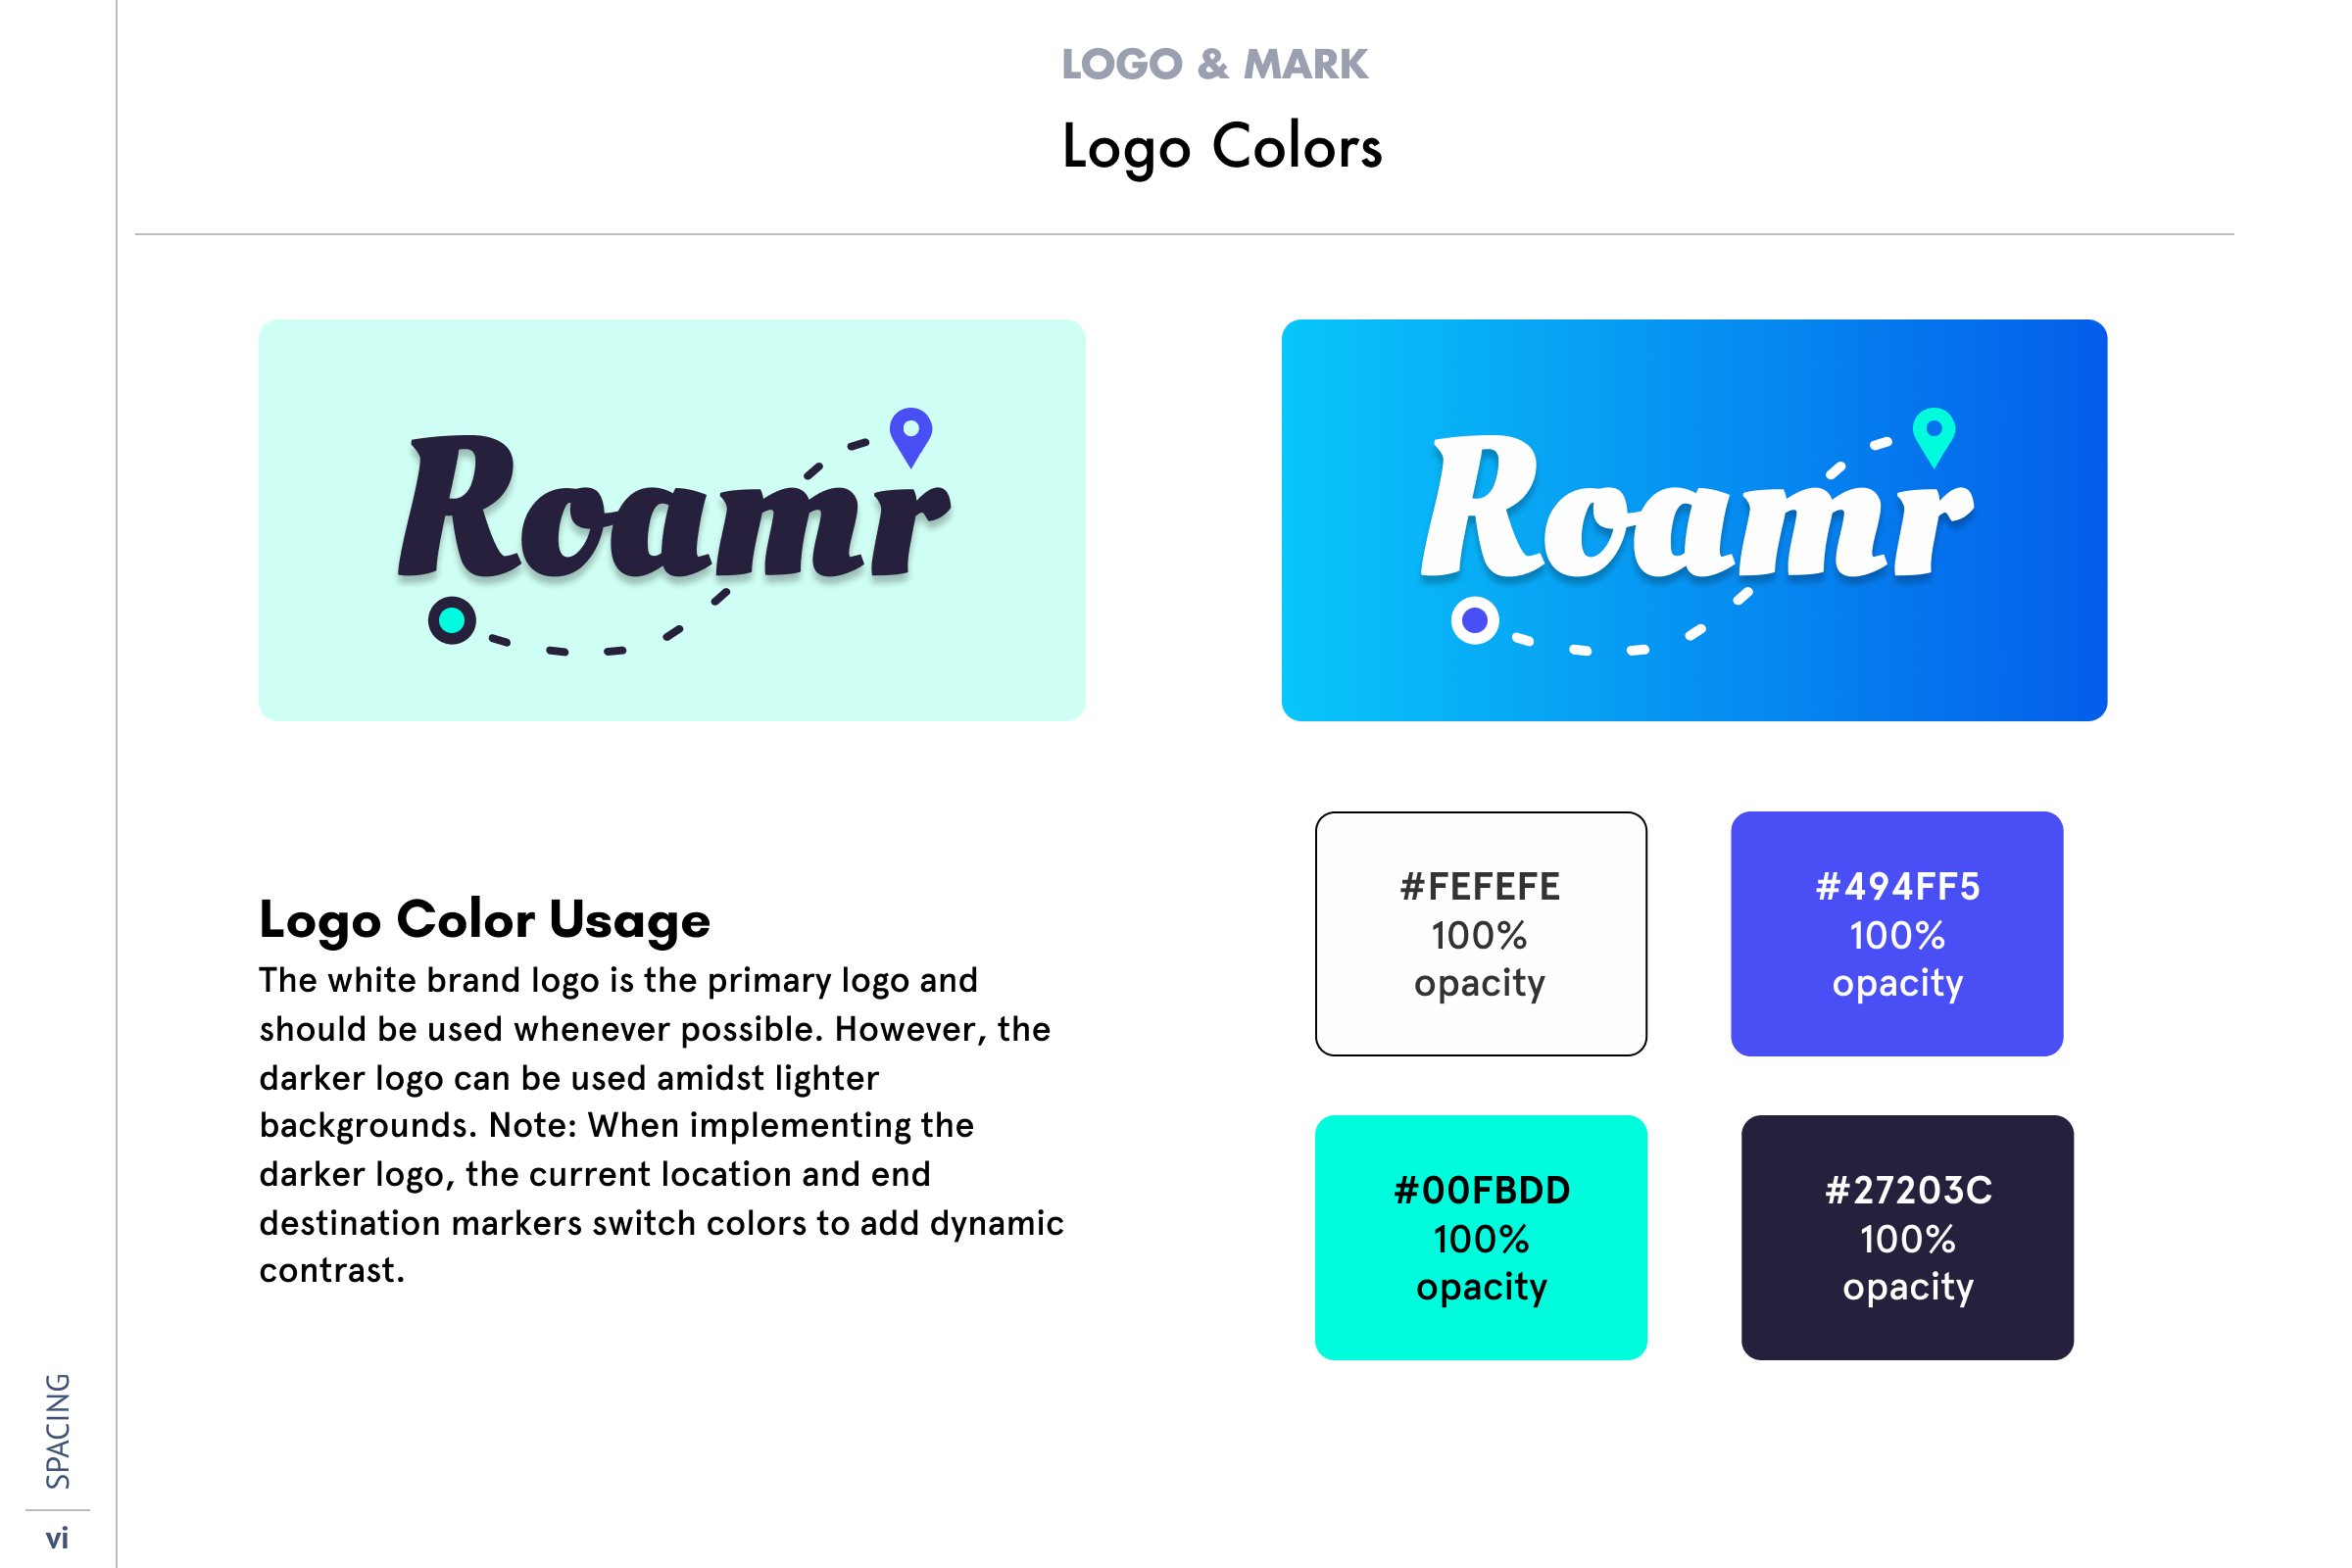 LOGO & MARK
Logo Colors
Roamr
Roamr
Logo Color Usage
The white brand logo is the primary logo and
should be used whenever possible. However, the
darker logo can be used amidst lighter
backgrounds. Note: When implementing the
darker logo, the current location and end
destination markers switch colors to add dynamic
contrast.
#FEFEFE
100%
opacity
#494FF5
100%
opacity
#00FBDD
100%
opacity
#27203C
100%
opacity
SPACING
vi